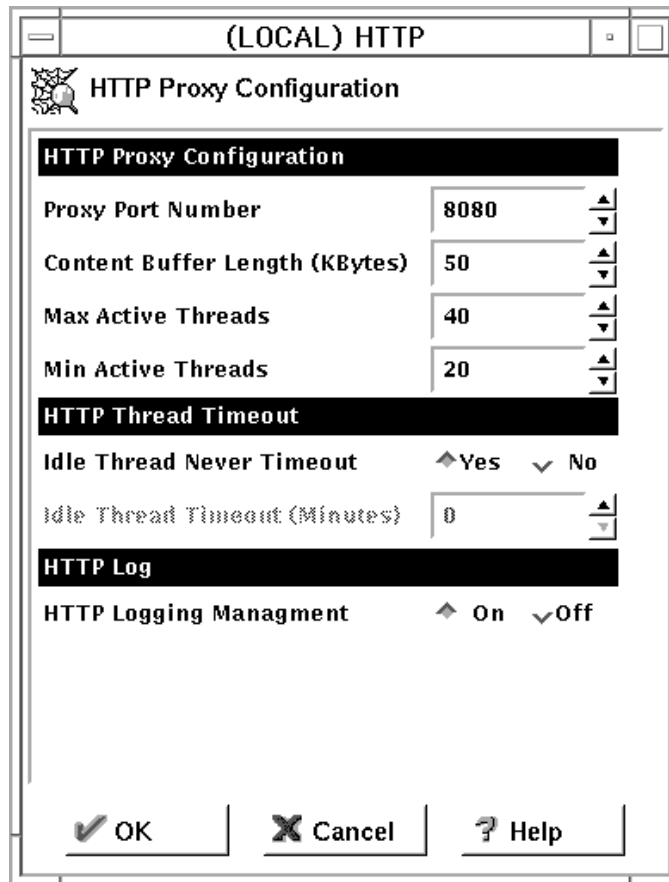 (LOCAL) HTTP
HTTP Proxy Configuration
HTTP Proxy Configuration
Proxy Port Number 8080
Content Buffer Length (KBytes) 50
Max Active Threads 40
Min Active Threads 20
HTTP Thread Timeout
Idle Thread Never Timeout Yes No
Idle Thread Timeout (Minutes) 0
HTTP Log
HTTP Logging Managment On Off
OK Cancel Help